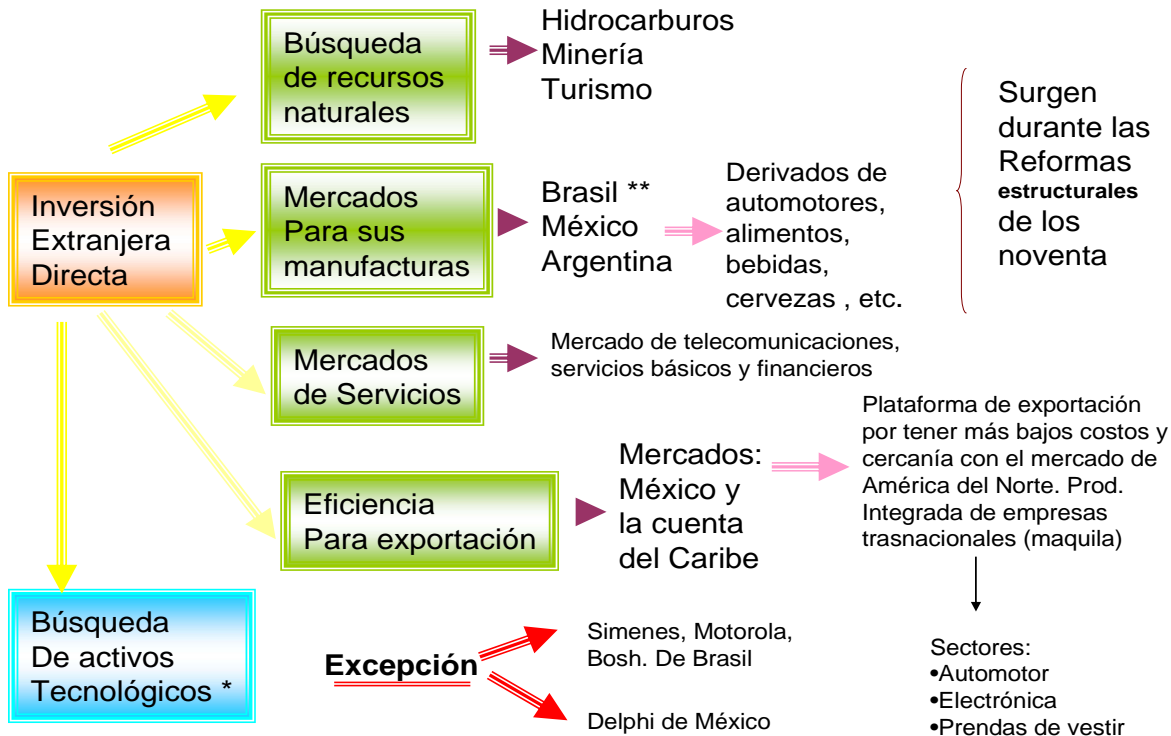 Búsqueda
de recursos
naturales
Hidrocarburos
Minería
Turismo
Surgen
durante las
Reformas
estructurales
de los
noventa
Inversión
Extranjera
Directa
Mercados
Para sus
manufacturas
Brasil **
México
Argentina
Derivados de
automotores,
alimentos,
bebidas,
cervezas , etc.
Mercados
de Servicios
Mercado de telecomunicaciones,
servicios básicos y financieros
Eficiencia
Para exportación
Mercados:
México y
la cuenta
del Caribe
Plataforma de exportación
por tener más bajos costos y
cercanía con el mercado de
América del Norte. Prod.
Integrada de empresas
trasnacionales (maquila)
Búsqueda
De activos
Tecnológicos *
Excepción
Simenes, Motorola,
Bosh. De Brasil
Delphi de México
Sectores:
•Automotor
•Electrónica
•Prendas de vestir